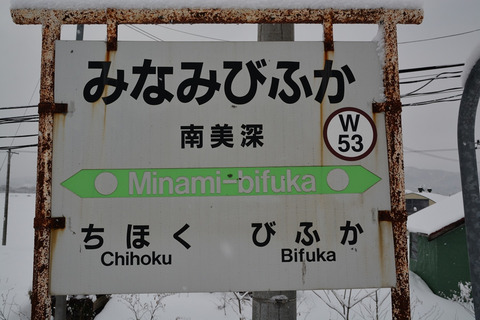 みなみびふか
南美深
W
53
Minami-bifuka
ちほく びふか
Chihoku Bifuka